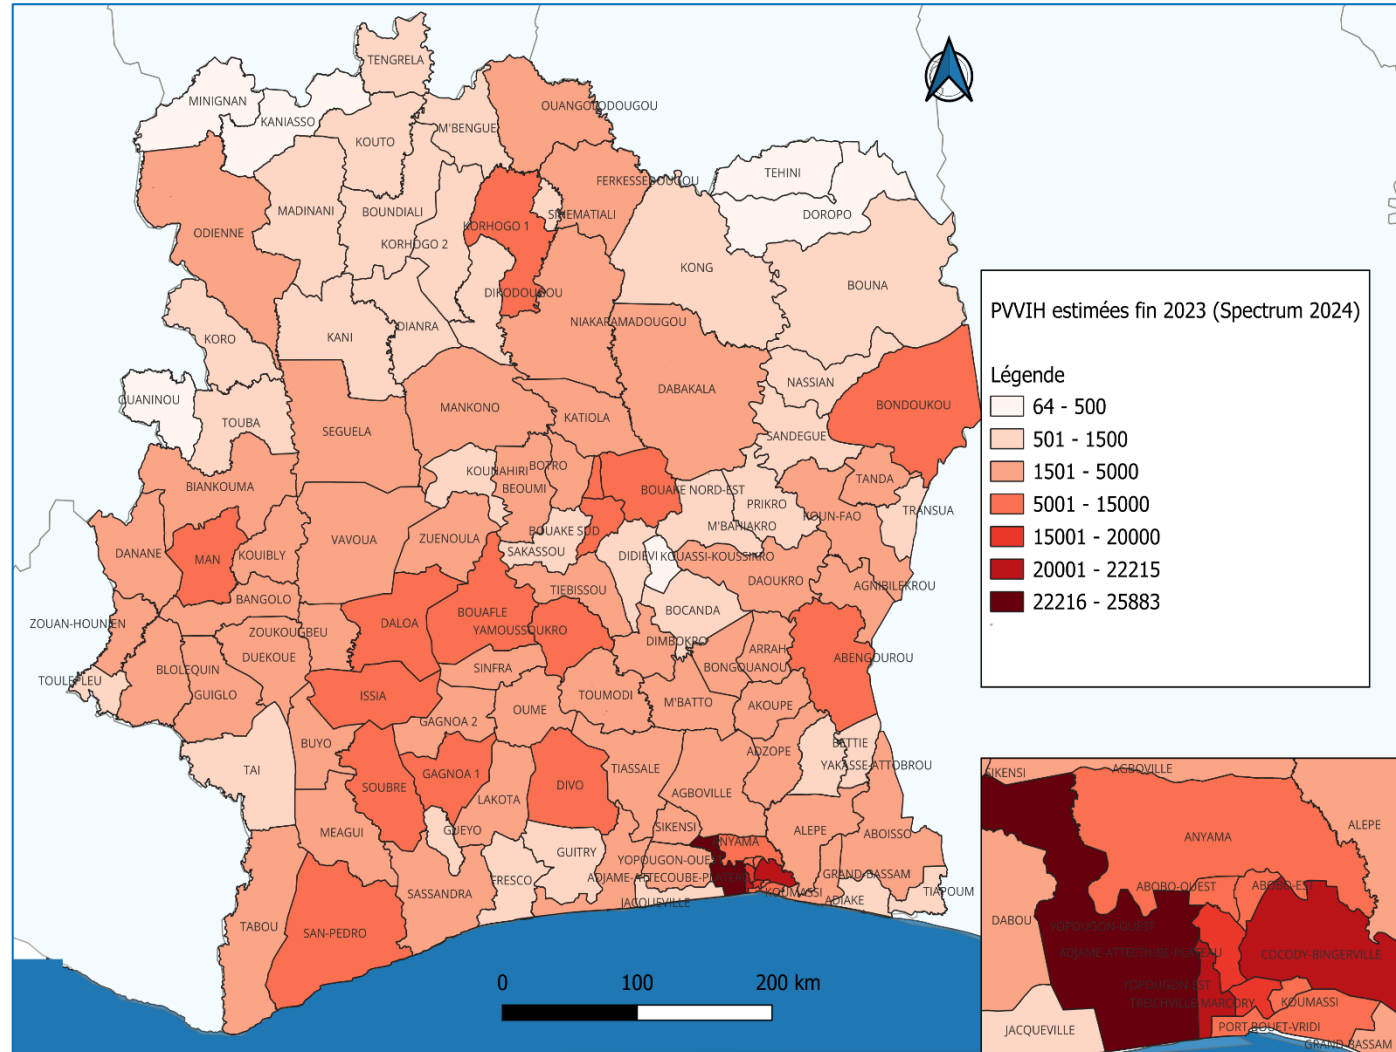 TENGRELA
MINIGNAN
OUANGOLODOUGOU
KANIASSO
M'BENGUE
KOUTO
TEHINI
FERKESSEDOUGOU
MADINANI
BOUNDIALI
SINEMATIALI
DOROPO
KORHOGO 1
ODIENNE
KORHOGO 2
KONG
BOUNA
DIKODOUGOU
NIAKARAMADOUGOU
DIANRA
KORO
KANI
NASSIAN
DABAKALA
OUANINOU
MANKONO
BONDOUKOU
TOUBA
KATIOLA
SEGUELA
SANDEGUE
KOUNAHIRI
BOTRO
BIANKOUMA
BEOUMI
BOUAKE NORD-EST
TANDA
PRIKRO
TRANSUA
KOUN-FAO
M'BAHIAKRO
BOUAKE SUD
VAVOUA
ZUENOULA
DANANE
MAN
KOUIBLY
SAKASSOU
DIDIEVI
KOUASSI-KOUSSIKRO
DAOUKRO
AGNIBILEKROU
TIEBISSOU
BANGOLO
BOUAFLE
BOCANDA
ZOUAN-HOUNIEN
DALOA
YAMOUSSOUKRO
ZOUKOUGBEU
DIMBOKRO
ARRAH
DUEKOUE
ABENGOUROU
BLOLEQUIN
SINFRA
BONGOUANOU
TOULEPLEU
GUIGLO
ISSIA
TOUMODI
M'BATTO
AKOUPE
OUME
GAGNOA 2
BUYO
BETTIE
ADZOPE
TAI
YAKASSE-ATTOBROU
GAGNOA 1
TIASSALE
SOUBRE
DIVO
AGBOVILLE
LAKOTA
SIKENSI
ALEPE
MEAGUI
GUEYO
ABOISSO
ANYAMA
GUITRY
YOPOUGON-OUEST
GRAND-BASSAM
ADJAME-ATTECOUBE-PLATEAU
FRESCO
SASSANDRA
KOUMASSI
TIAPOUM
JACQUEVILLE
ADIAKE
TABOU
SAN-PEDRO
0 100 200 km
PVVIH estimées fin 2023 (Spectrum 2024)
Légende
64 - 500
501 - 1500
1501 - 5000
5001 - 15000
15001 - 20000
20001 - 22215
22216 - 25883
SIKENSI
AGBOVILLE
ALEPE
ANYAMA
ABOBO-OUEST
ABOBO-EST
DABOU
YOPOUGON-OUEST
ADJAME-ATTECOUBE-PLATEAU
COCODY-BINGERVILLE
YOPOUGON-EST
TREICHVILLE-MARCORY
KOUMASSI
PORT BOUET-VRIDI
JACQUEVILLE
GRAND-BASSAM